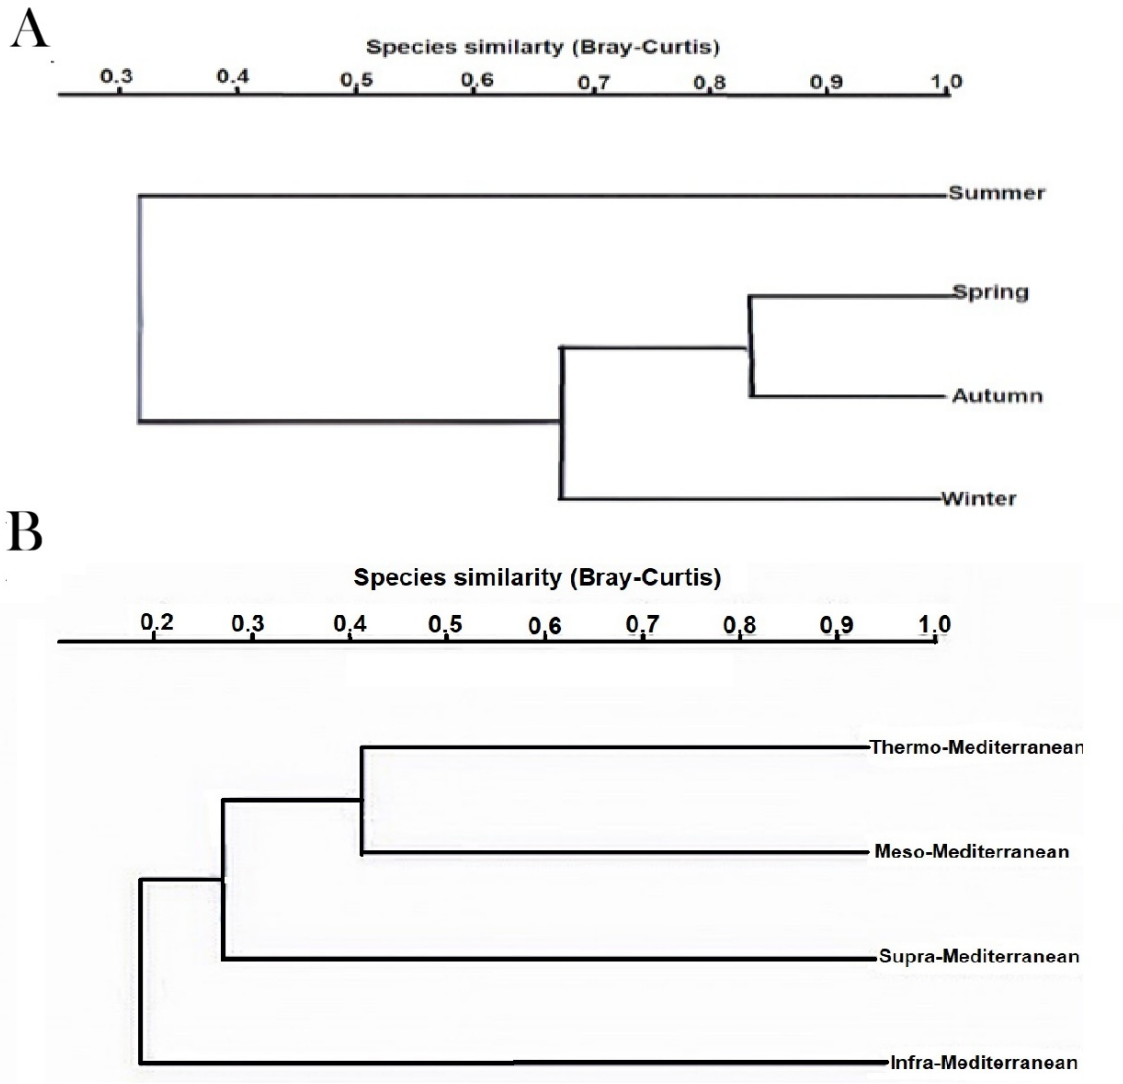 A
Species similarty (Bray-Curtis)
0.3 0.4 0,5 0.6 0,7 0.8 0,9 1.0
Summer
Spring
Autumn
Winter
B
Species similarity (Bray-Curtis)
0.2 0.3 0.4 0.5 0.6 0.7 0.8 0.9 1.0
Thermo-Mediterranean
Meso-Mediterranean
Supra-Mediterranean
Infra-Mediterranean